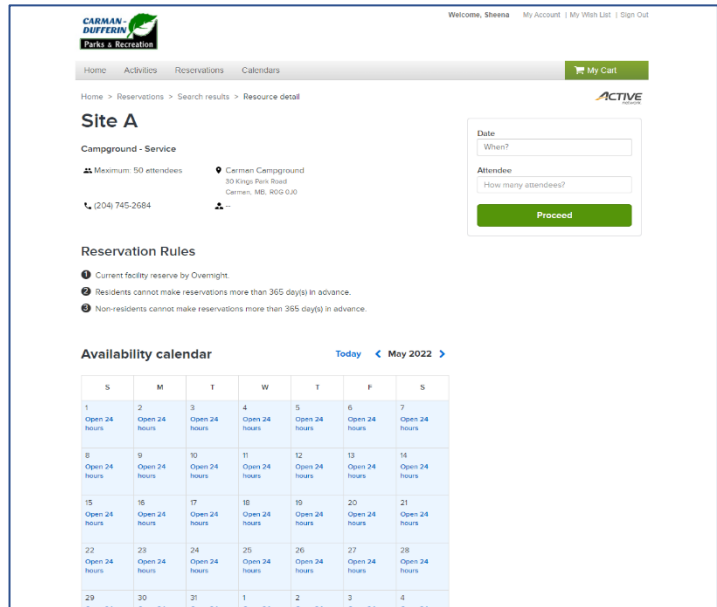 CARMAN-
DUFFERIN
Parks & Recreation
Welcome, Sheena My Account | My Wish List | Sign Out
Home Activities Reservations Calendars
My Cart
Home > Reservations > Search results > Resource detail
ACTIVE
network
Site A
Campground - Service
Maximum: 50 attendees
Carman Campground
30 Kings Park Road
Carmen, MB, R0G 0J0
(204) 745-2684
--
Date
When?
Attendee
How many attendees?
Proceed
Reservation Rules
1 Current facility reserve by Overnight.
2 Residents cannot make reservations more than 365 day(s) in advance.
3 Non-residents cannot make reservations more than 365 day(s) in advance.
Availability calendar Today < May 2022 >
S M T W T F S
1 2 3 4 5 6 7
Open 24 Open 24 Open 24 Open 24 Open 24 Open 24 Open 24
hours hours hours hours hours hours hours
8 9 10 11 12 13 14
Open 24 Open 24 Open 24 Open 24 Open 24 Open 24 Open 24
hours hours hours hours hours hours hours
15 16 17 18 19 20 21
Open 24 Open 24 Open 24 Open 24 Open 24 Open 24 Open 24
hours hours hours hours hours hours hours
22 23 24 25 26 27 28
Open 24 Open 24 Open 24 Open 24 Open 24 Open 24 Open 24
hours hours hours hours hours hours hours
29 30 31 1 2 3 4